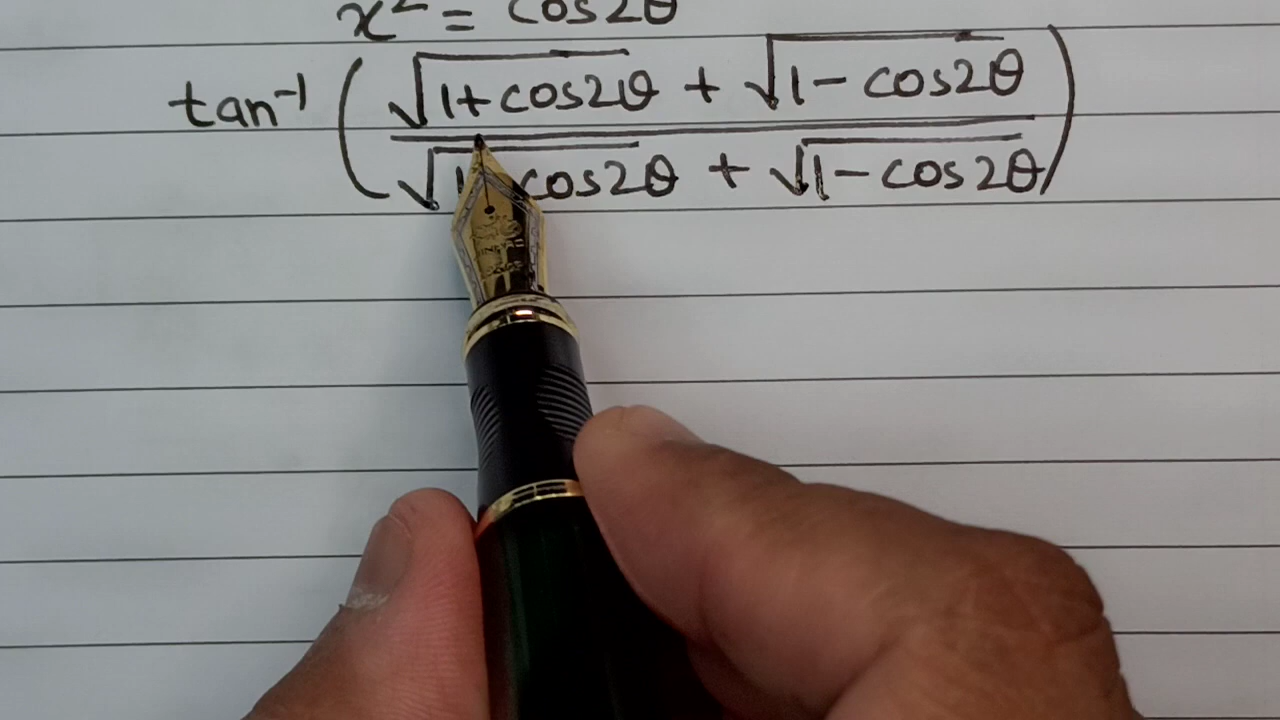 x² = cos2θ
tan⁻¹ ( √1+cos2θ + √1-cos2θ
√1 cos2θ + √1-cos2θ )